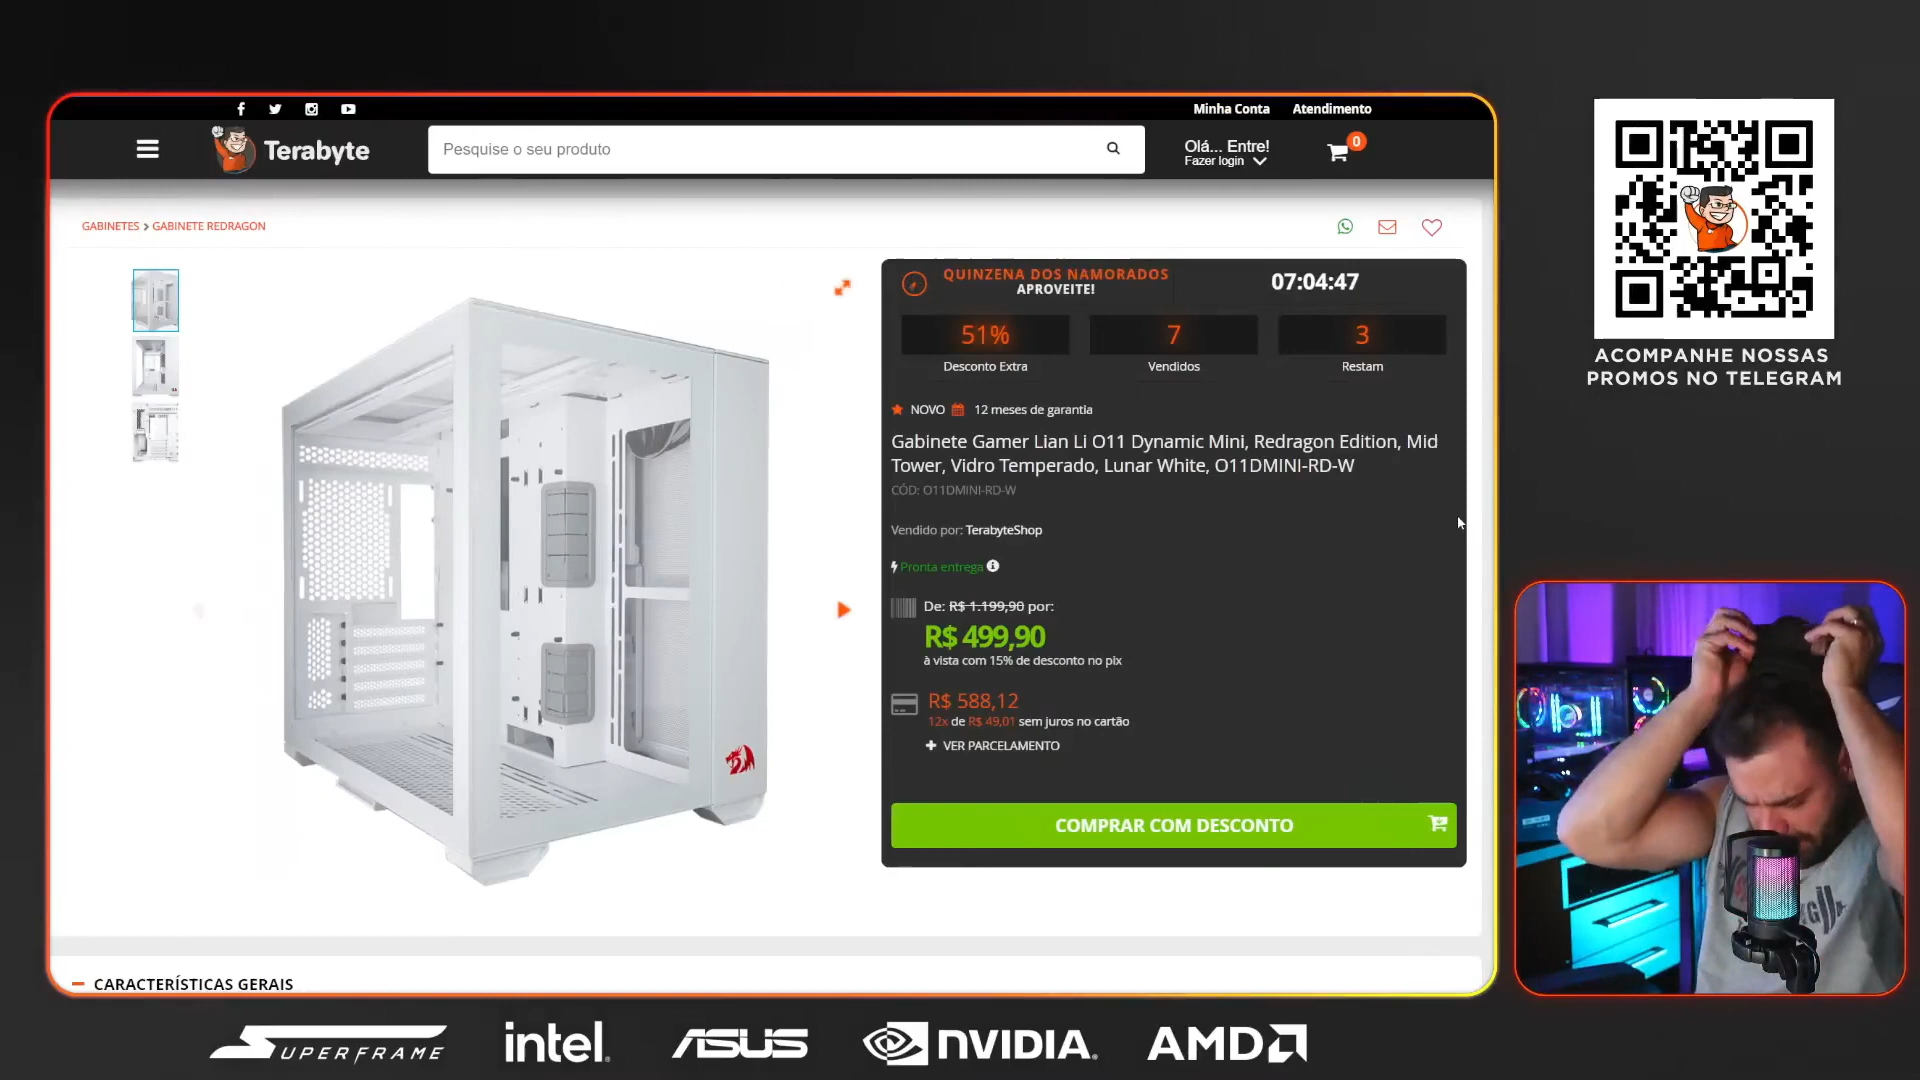 Minha Conta
Atendimento
Terabyte
Pesquise o seu produto
Olá... Entre!
Fazer login
0
GABINETES > GABINETE REDRAGON
QUINZENA DOS NAMORADOS
APROVEITE!
07:04:47
51%
Desconto Extra
7
Vendidos
3
Restam
NOVO 12 meses de garantia
Gabinete Gamer Lian Li O11 Dynamic Mini, Redragon Edition, Mid
Tower, Vidro Temperado, Lunar White, O11DMINI-RD-W
CÓD: O11DMINI-RD-W
Vendido por: TerabyteShop
Pronta entrega
De: R$ 1.199,90 por:
R$ 499,90
à vista com 15% de desconto no pix
R$ 588,12
12x de R$ 49,01 sem juros no cartão
+ VER PARCELAMENTO
COMPRAR COM DESCONTO
CARACTERÍSTICAS GERAIS
ACOMPANHE NOSSAS
PROMOS NO TELEGRAM
SUPERFRAME
intel.
ASUS
NVIDIA.
AMD